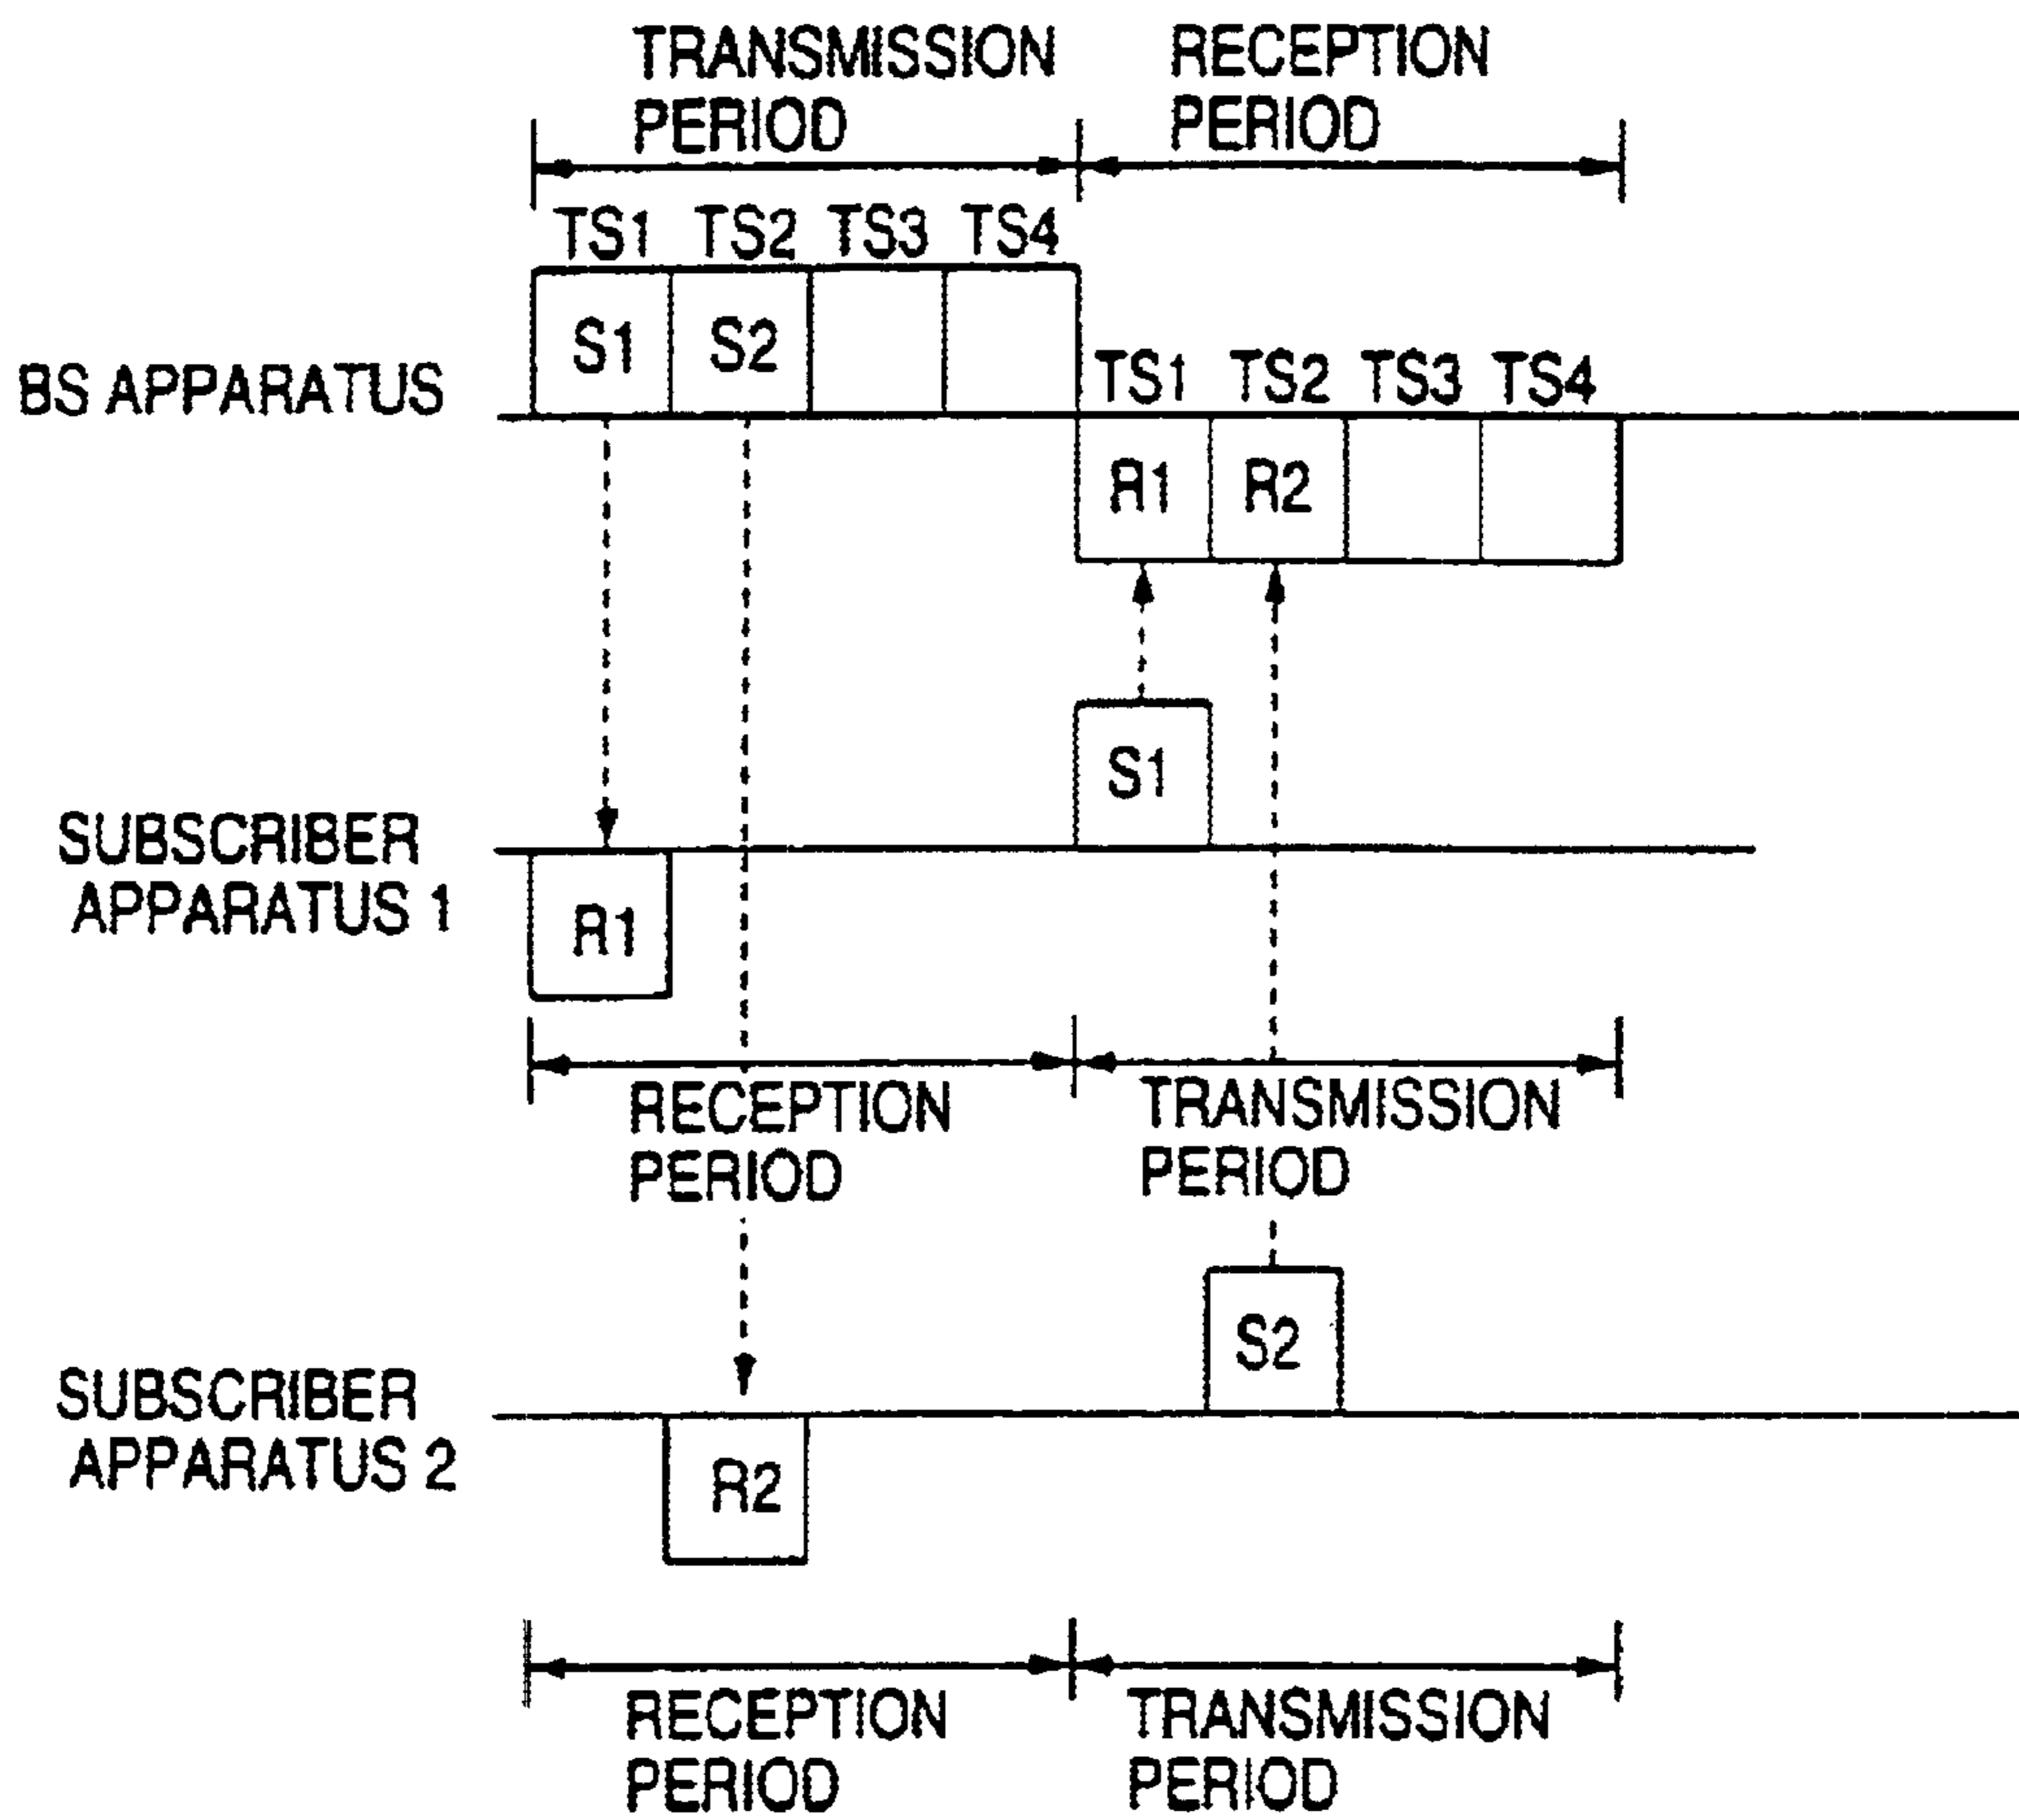 TRANSMISSION PERIOD
RECEPTION PERIOD
TS1 TS2 TS3 TS4
S1 S2
BS APPARATUS
TS1 TS2 TS3 TS4
R1 R2
S1
SUBSCRIBER
APPARATUS 1
R1
RECEPTION PERIOD
TRANSMISSION PERIOD
S2
SUBSCRIBER
APPARATUS 2
R2
RECEPTION PERIOD
TRANSMISSION PERIOD